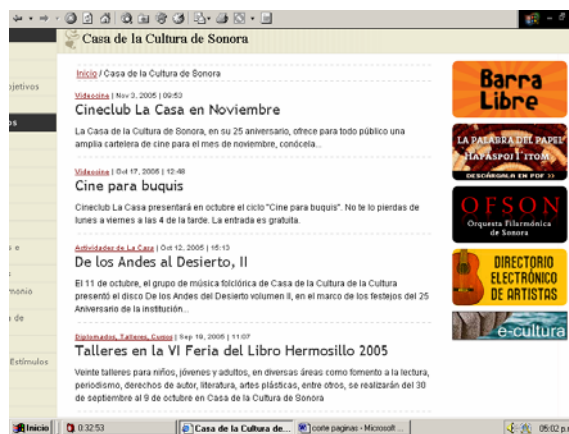 Casa de la Cultura de Sonora
Inicio / Casa de la Cultura de Sonora
Videocine | Nov 3, 2005 | 09:53
Cineclub La Casa en Noviembre
La Casa de la Cultura de Sonora, en su 25 aniversario, ofrece para todo público una
amplia cartelera de cine para el mes de noviembre, conócela...
Videocine | Oct 17, 2005 | 12:48
Cine para buquis
Cineclub La Casa presentará en octubre el ciclo "Cine para buquis". No te lo pierdas de
lunes a viernes a las 4 de la tarde. La entrada es gratuita.
Actividades de La Casa | Oct 12, 2005 | 15:13
De los Andes al Desierto, II
El 11 de octubre, el grupo de música folclórica de Casa de la Cultura de la Cultura
presentó el disco De los Andes del Desierto volumen II, en el marco de los festejos del 25
Aniversario de la institución...
Diplomados, Talleres, Cursos | Sep 19, 2005 | 11:07
Talleres en la VI Feria del Libro Hermosillo 2005
Veinte talleres para niños, jóvenes y adultos, en diversas áreas como fomento a la lectura,
periodismo, derechos de autor, literatura, artes plásticas, entre otros, se realizarán del 30
de septiembre al 9 de octubre en Casa de la Cultura de Sonora
bjetivos
os
s e
s
monio
a de
Estímulos
Barra
Libre
LA PALABRA DEL PAPEL
HAPASPOI ITOM
DESCÁRGALA EN PDF >>
OFSON
Orquesta Filarmónica
de Sonora
DIRECTORIO
ELECTRÓNICO
DE ARTISTAS
e-cultura
Inicio
0:32:53
Casa de la Cultura de...
corte paginas - Microsoft ...
05:02 p.